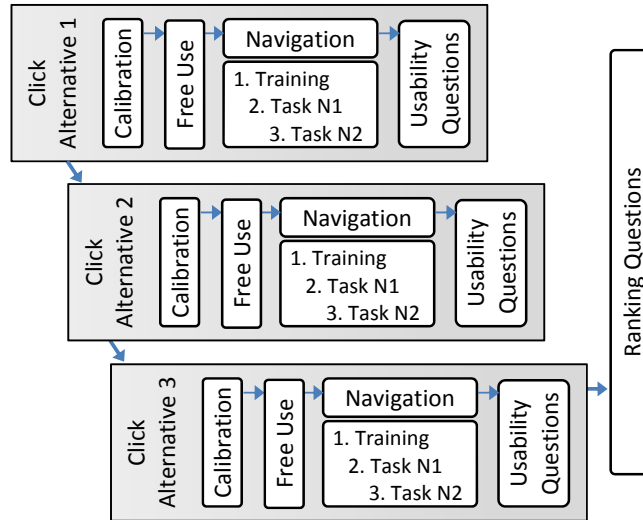 Click
Alternative 1
Calibration
Free Use
Navigation
1. Training
2. Task N1
3. Task N2
Usability
Questions
Click
Alternative 2
Calibration
Free Use
Navigation
1. Training
2. Task N1
3. Task N2
Usability
Questions
Click
Alternative 3
Calibration
Free Use
Navigation
1. Training
2. Task N1
3. Task N2
Usability
Questions
Ranking Questions